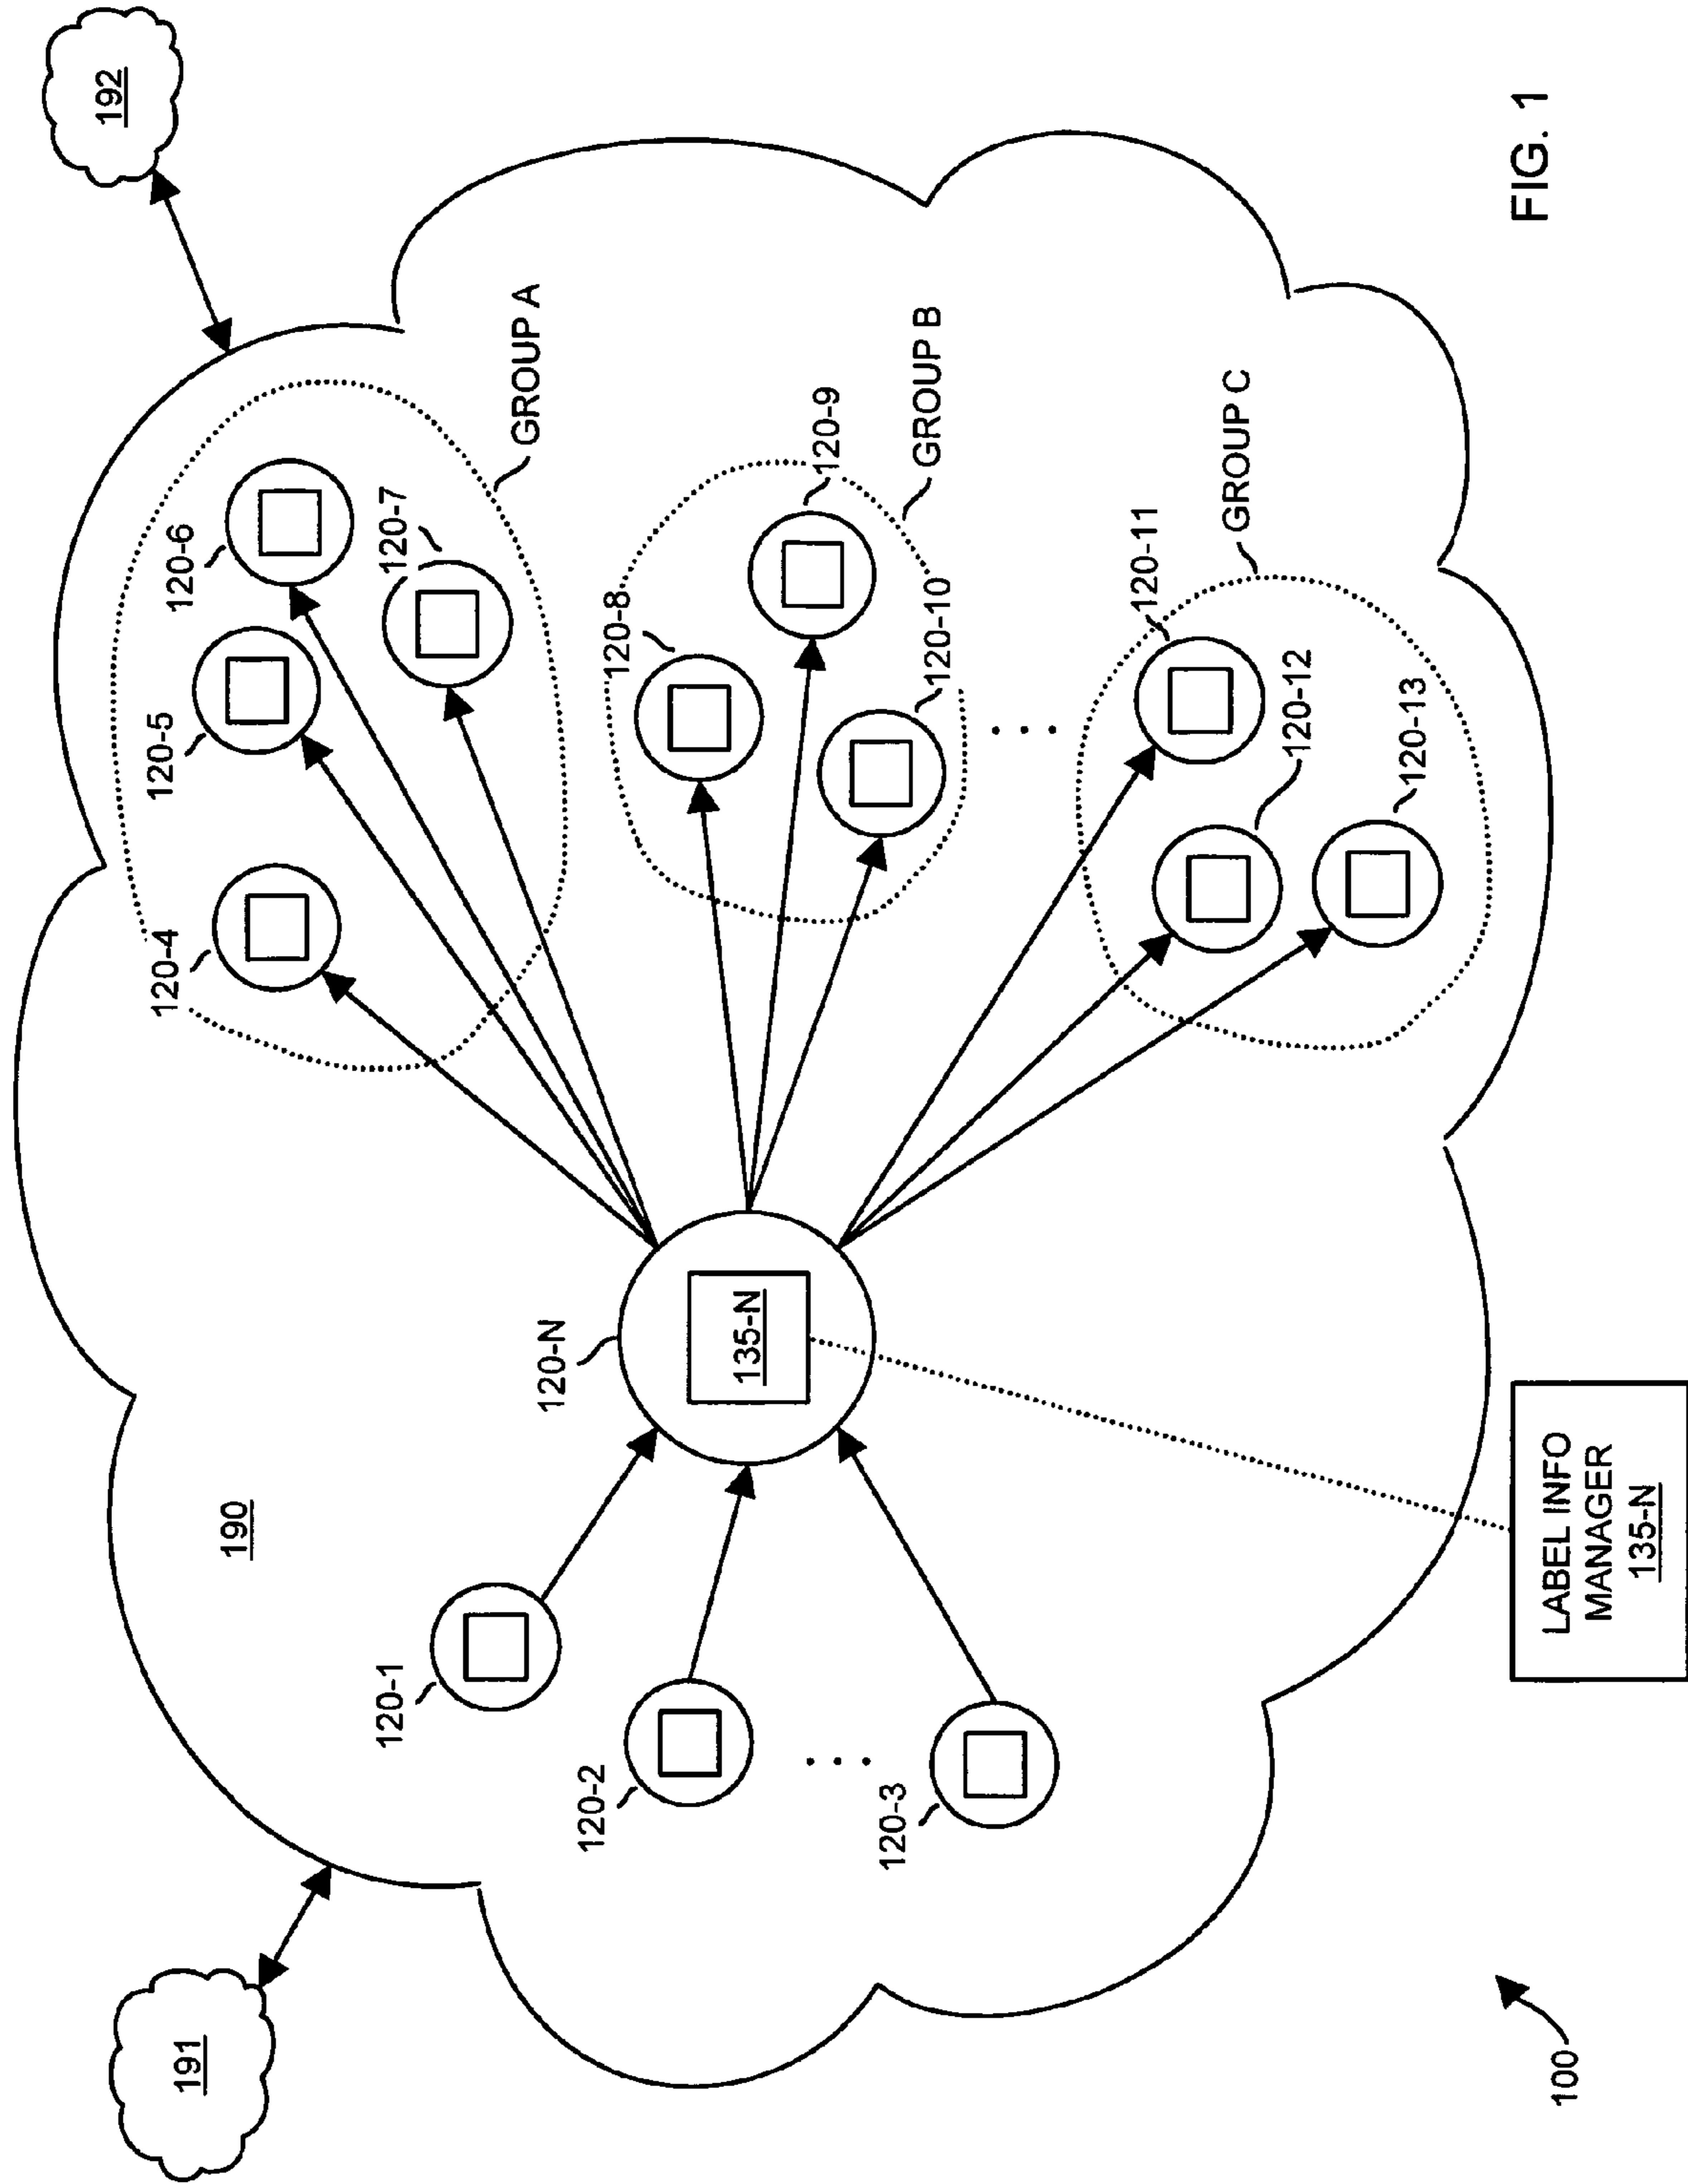 191
192
190
120-1
120-2
120-3
120-N
135-N
120-4
120-5
120-6
120-7
GROUP A
120-8
120-9
120-10
GROUP B
120-11
120-12
120-13
GROUP C
LABEL INFO
MANAGER
135-N
100
FIG. 1